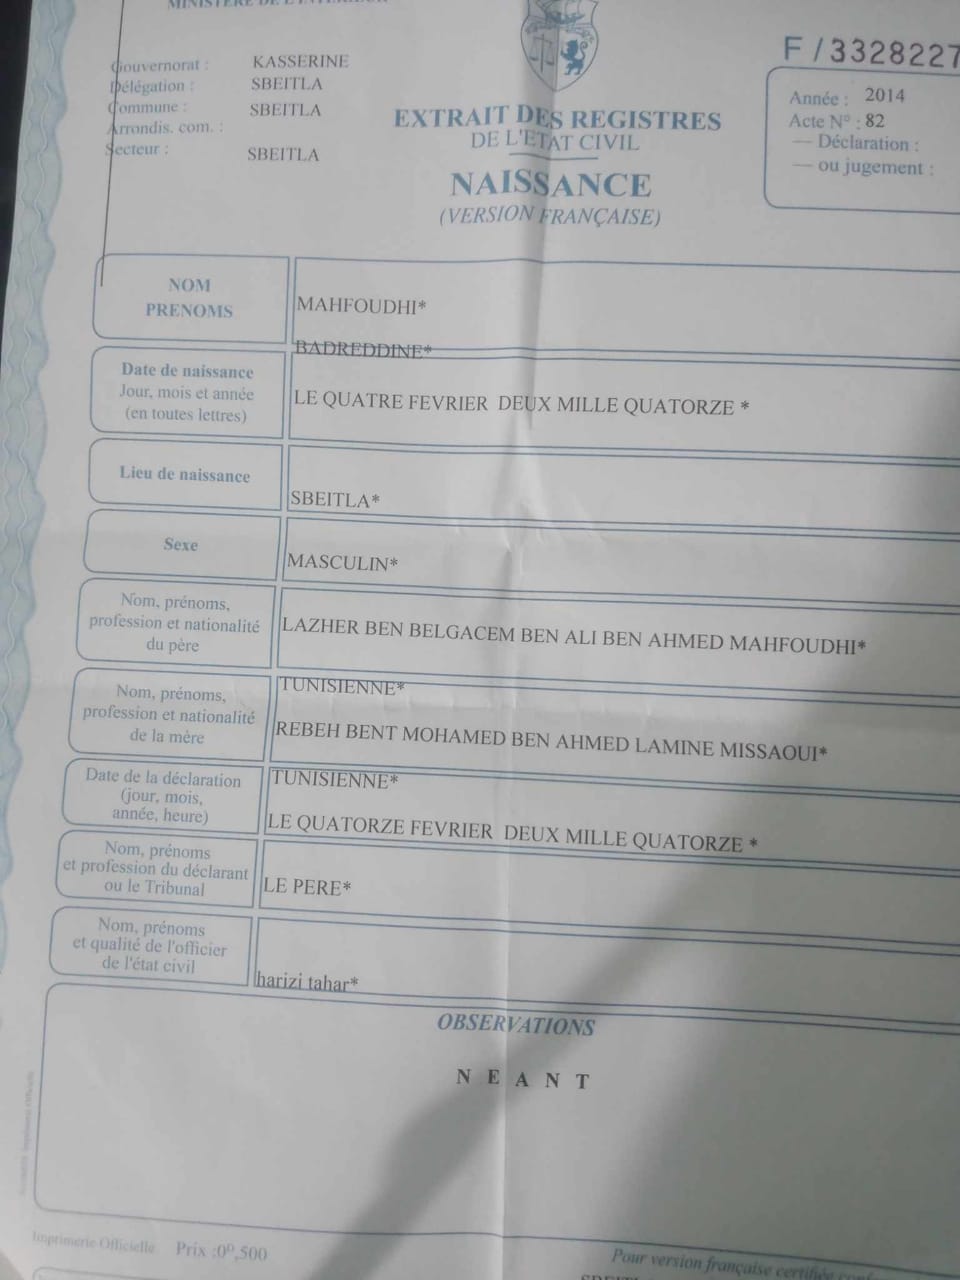 MINISTERE DE L'INTERIEUR
Gouvernorat : KASSERINE
Délégation : SBEITLA
Commune : SBEITLA
Arrondis. com. :
Secteur : SBEITLA
EXTRAIT DES REGISTRES
DE L'ETAT CIVIL
NAISSANCE
(VERSION FRANÇAISE)
F/3328227
Année : 2014
Acte N° : 82
— Déclaration :
— ou jugement :
NOM
PRENOMS
MAHFOUDHI*
BADREDDINE*
Date de naissance
Jour, mois et année
(en toutes lettres)
LE QUATRE FEVRIER DEUX MILLE QUATORZE *
Lieu de naissance
SBEITLA*
Sexe
MASCULIN*
Nom, prénoms,
profession et nationalité
du père
LAZHER BEN BELGACEM BEN ALI BEN AHMED MAHFOUDHI*
TUNISIENNE*
Nom, prénoms,
profession et nationalité
de la mère
REBEH BENT MOHAMED BEN AHMED LAMINE MISSAOUI*
TUNISIENNE*
Date de la déclaration
(jour, mois,
année, heure)
LE QUATORZE FEVRIER DEUX MILLE QUATORZE *
Nom, prénoms
et profession du déclarant
ou le Tribunal
LE PERE*
Nom, prénoms
et qualité de l'officier
de l'état civil
harizi tahar*
OBSERVATIONS
N E A N T
Imprimerie Officielle Prix :0ᴰ,500
Pour version française certifiée